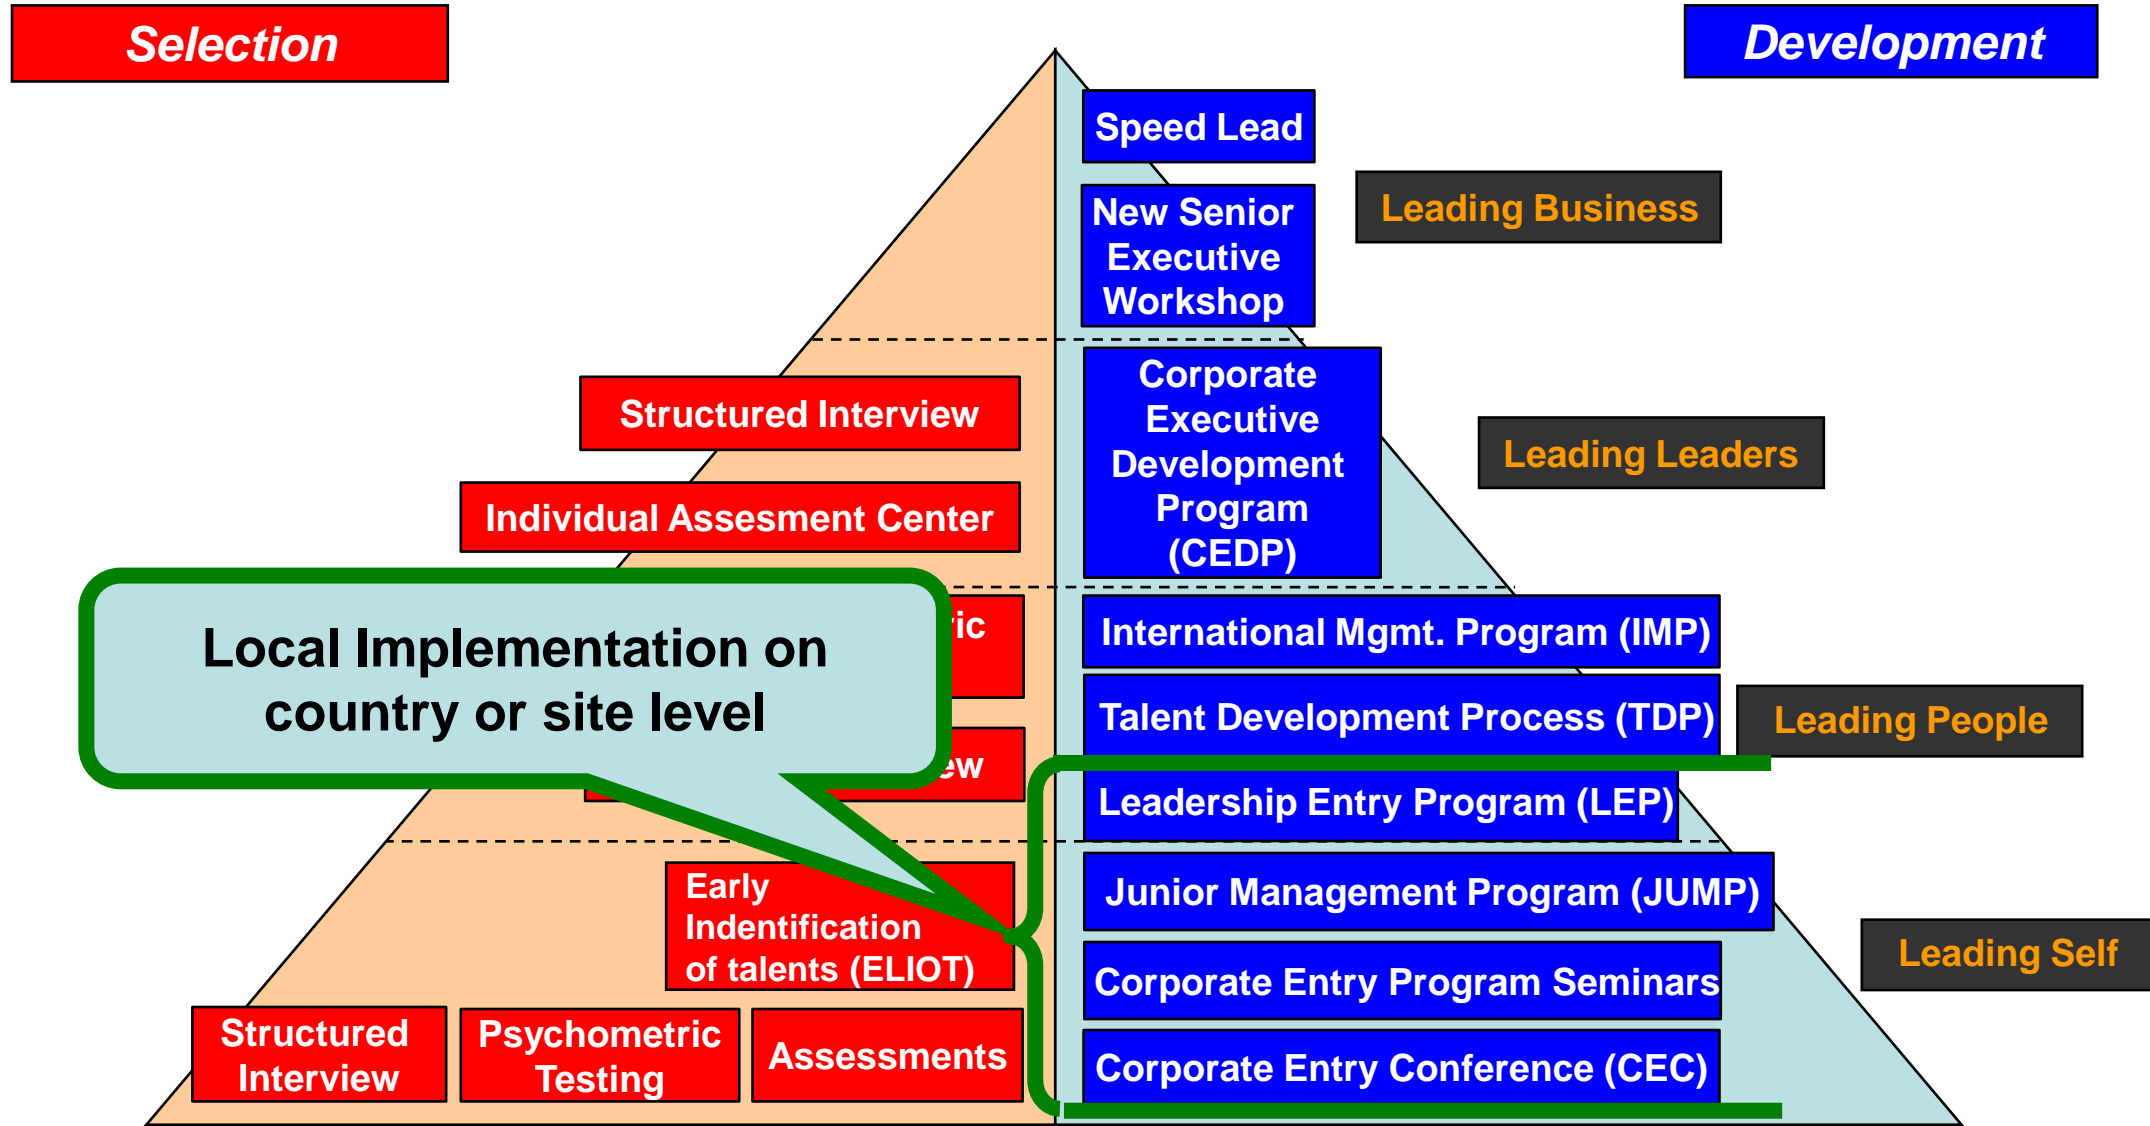 Selection
Development
Speed Lead
New Senior
Executive
Workshop
Leading Business
Structured Interview
Individual Assesment Center
Corporate
Executive
Development
Program
(CEDP)
Leading Leaders
Local Implementation on
country or site level
International Mgmt. Program (IMP)
Talent Development Process (TDP)
Leading People
Leadership Entry Program (LEP)
Early
Indentification
of talents (ELIOT)
Junior Management Program (JUMP)
Corporate Entry Program Seminars
Leading Self
Structured
Interview
Psychometric
Testing
Assessments
Corporate Entry Conference (CEC)